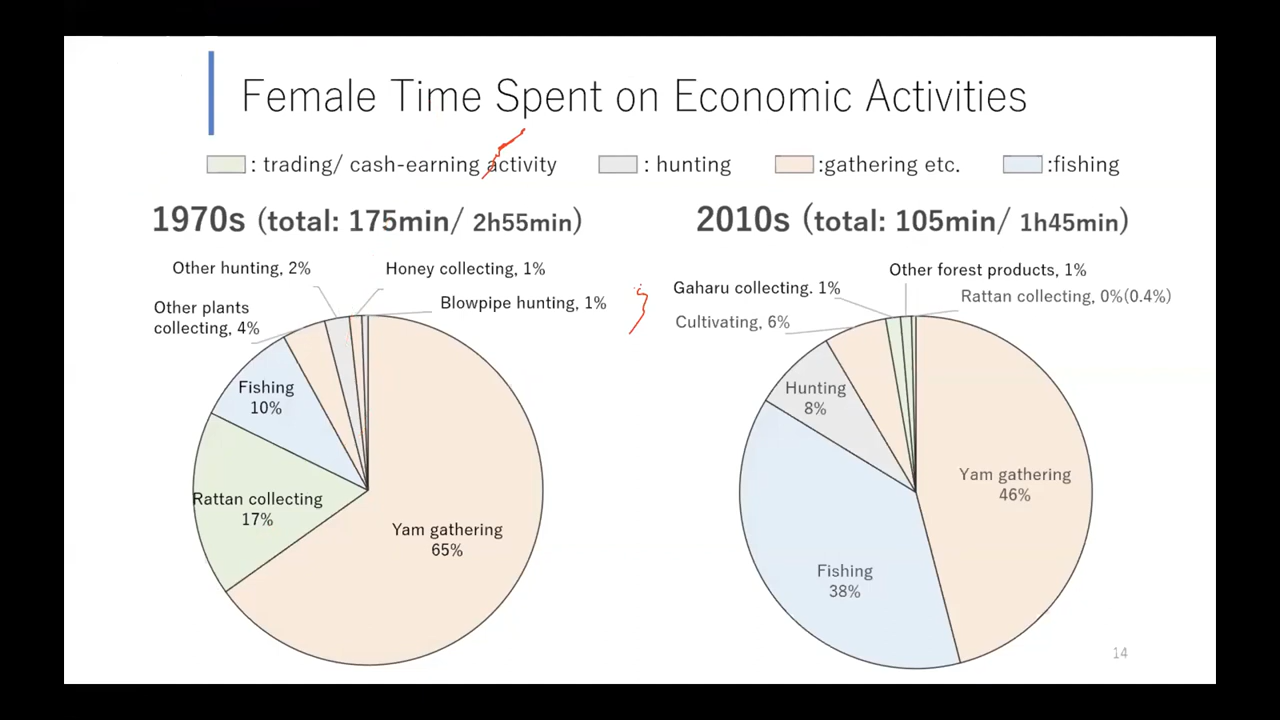 Female Time Spent on Economic Activities
: trading/ cash-earning activity : hunting :gathering etc. :fishing
1970s (total: 175min/ 2h55min)
2010s (total: 105min/ 1h45min)
Other hunting, 2%
Honey collecting, 1%
Other plants
collecting, 4%
Blowpipe hunting, 1%
Fishing
10%
Rattan collecting
17%
Yam gathering
65%
Other forest products, 1%
Gaharu collecting. 1%
Rattan collecting, 0%(0.4%)
Cultivating, 6%
Hunting
8%
Yam gathering
46%
Fishing
38%
14